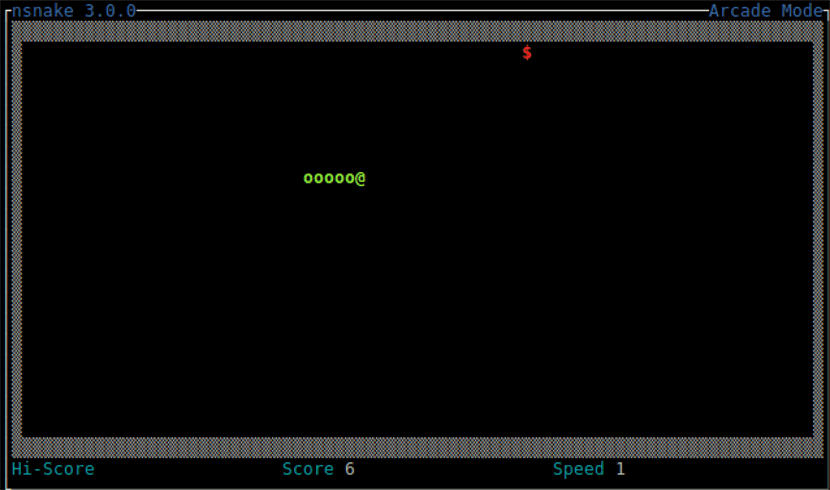 nsnake 3.0.0 Arcade Mode
$
ooooo@
Hi-Score Score 6 Speed 1